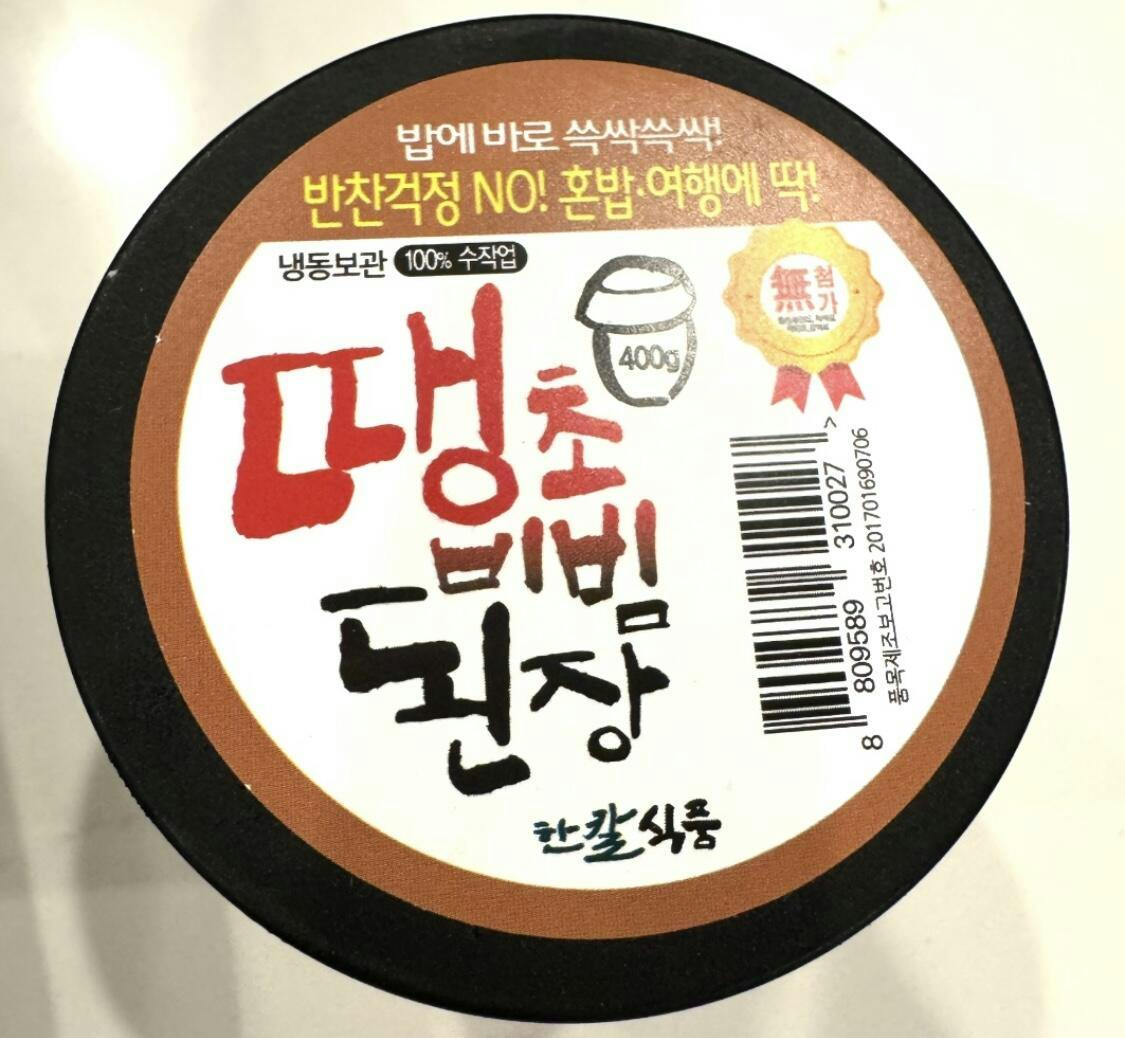 밥에 바로 쓱싹쓱싹!
반찬걱정 NO! 혼밥·여행에 딱!
냉동보관 100% 수작업
400g
無첨가
땡초
비빔
된장
한칼식품
8 809589 310027 >
품목제조보고번호 201701690706